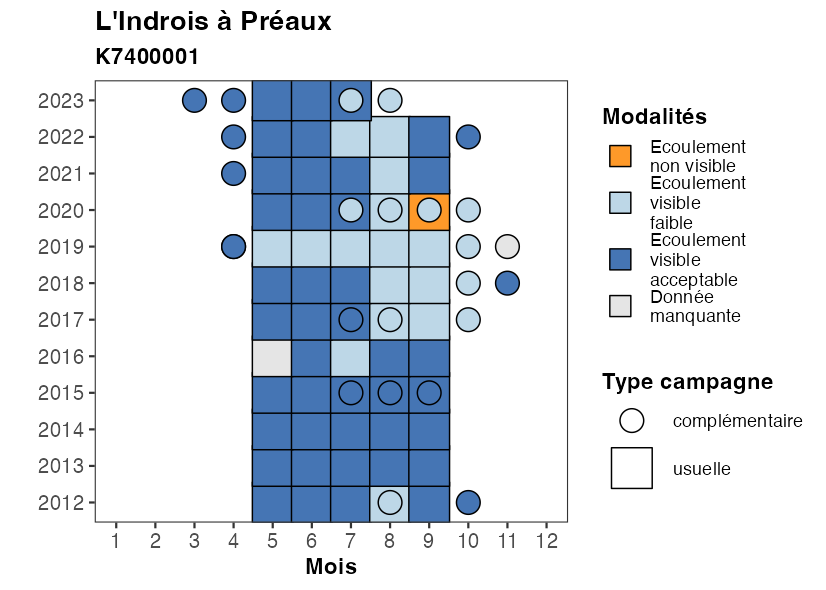 L'Indrois à Préaux
K7400001
2023
2022
2021
2020
2019
2018
2017
2016
2015
2014
2013
2012
1 2 3 4 5 6 7 8 9 10 11 12
Mois
Modalités
Ecoulement
non visible
Ecoulement
visible
faible
Ecoulement
visible
acceptable
Donnée
manquante
Type campagne
complémentaire
usuelle